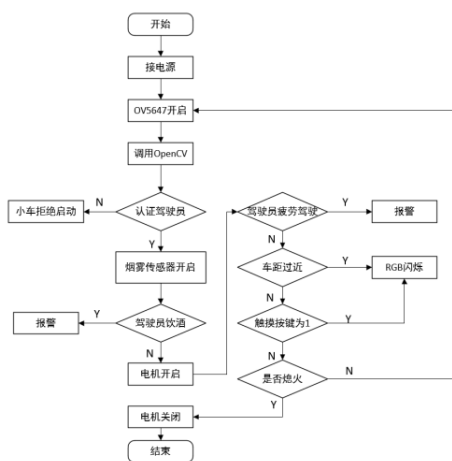 开始
接电源
OV5647开启
调用OpenCV
认证驾驶员
N
小车拒绝启动
Y
烟雾传感器开启
驾驶员饮酒
Y
报警
N
电机开启
驾驶员疲劳驾驶
Y
报警
N
车距过近
Y
RGB闪烁
N
触摸按键为1
Y
N
是否熄火
N
Y
电机关闭
结束